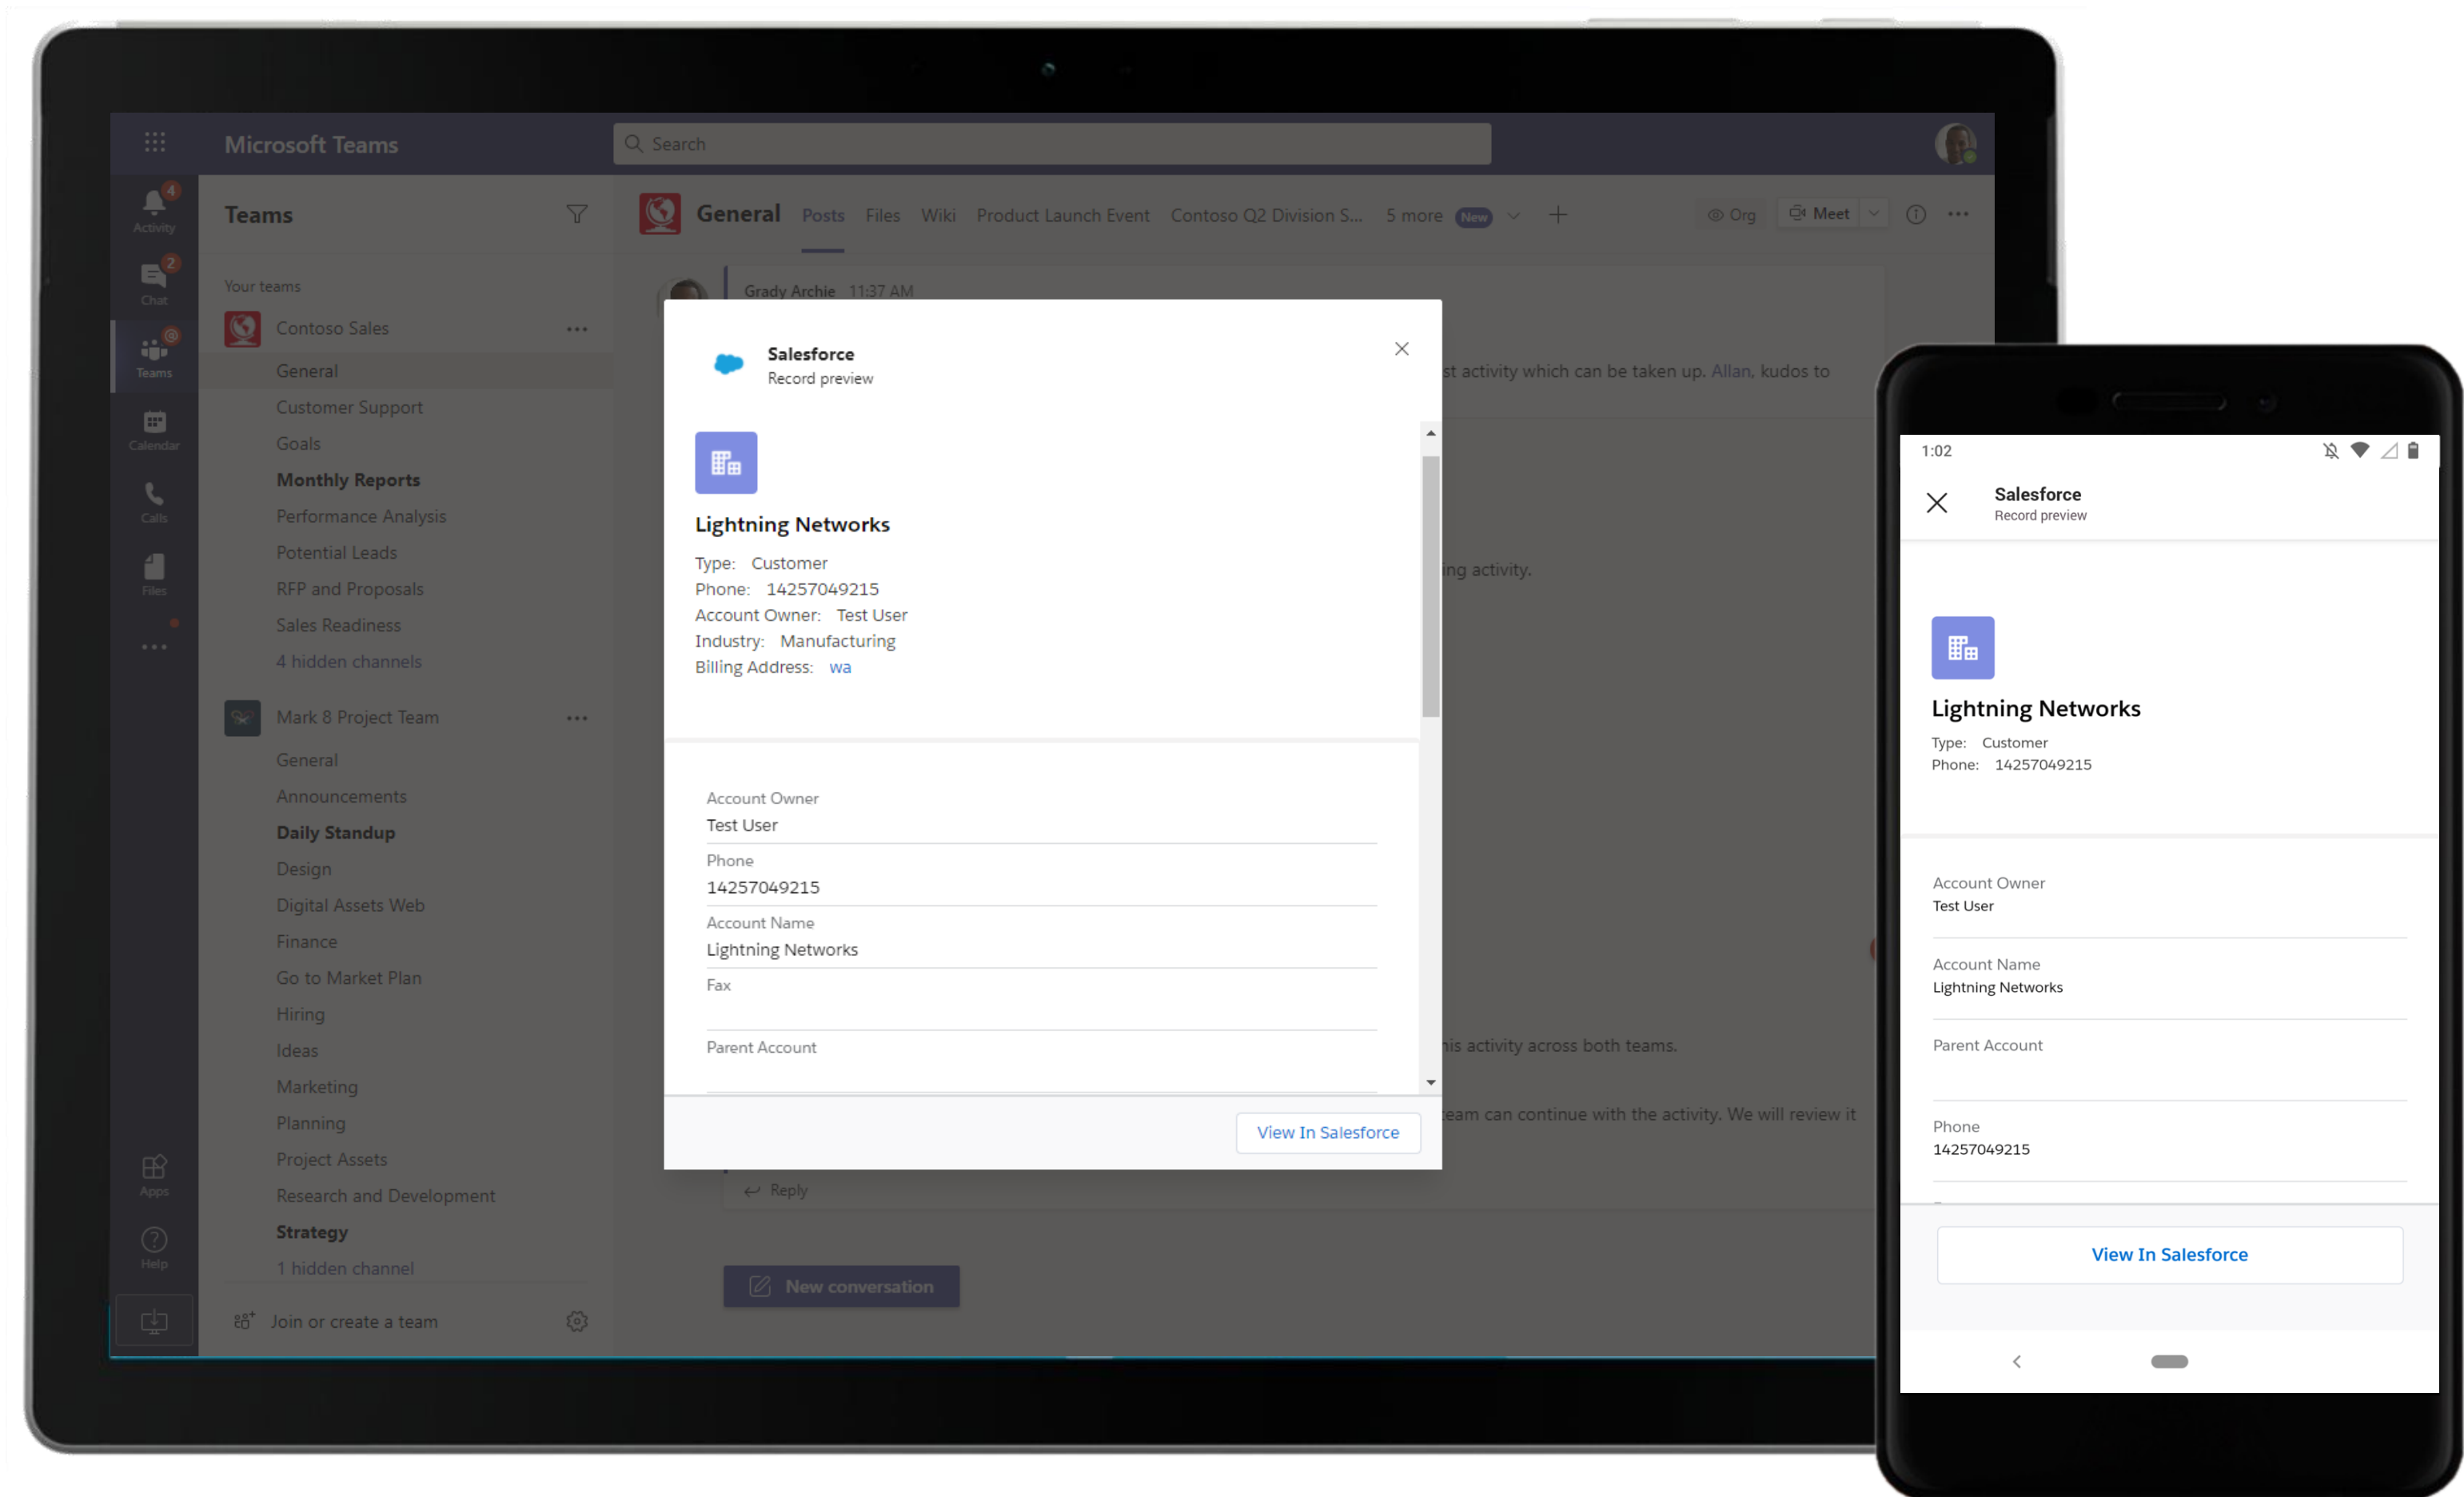 Microsoft Teams
Search
4
Activity
2
Chat
@
Teams
Calendar
Calls
Files
Apps
Help
Teams
Your teams
Contoso Sales
General
Customer Support
Goals
Monthly Reports
Performance Analysis
Potential Leads
RFP and Proposals
Sales Readiness
4 hidden channels
Mark 8 Project Team
General
Announcements
Daily Standup
Design
Digital Assets Web
Finance
Go to Market Plan
Hiring
Ideas
Marketing
Planning
Project Assets
Research and Development
Strategy
1 hidden channel
Join or create a team
General Posts Files Wiki Product Launch Event Contoso Q2 Division S... 5 more New Org Meet
Grady Archie 11:37 AM
activity which can be taken up. Allan, kudos to
activity.
activity across both teams.
can continue with the activity. We will review it
Reply
New conversation
Salesforce
Record preview
Lightning Networks
Type: Customer
Phone: 14257049215
Account Owner: Test User
Industry: Manufacturing
Billing Address: wa
Account Owner
Test User
Phone
14257049215
Account Name
Lightning Networks
Fax
Parent Account
View In Salesforce
1:02
Salesforce
Record preview
Lightning Networks
Type: Customer
Phone: 14257049215
Account Owner
Test User
Account Name
Lightning Networks
Parent Account
Phone
14257049215
View In Salesforce